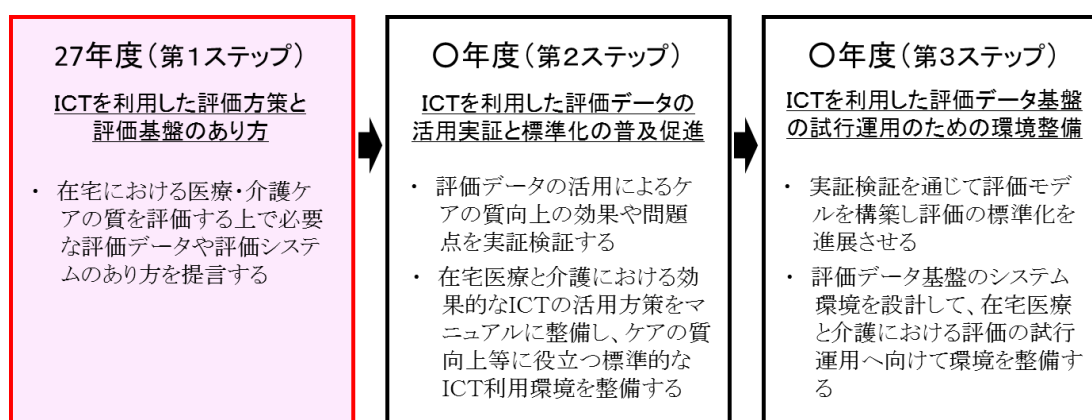 27年度（第１ステップ）
ICTを利用した評価方策と
評価基盤のあり方
・ 在宅における医療・介護ケ
アの質を評価する上で必要
な評価データや評価システ
ムのあり方を提言する
〇年度（第２ステップ）
ICTを利用した評価データの
活用実証と標準化の普及促進
・ 評価データの活用によるケ
アの質向上の効果や問題
点を実証検証する
・ 在宅医療と介護における効
果的なICTの活用方策をマ
ニュアルに整備し、ケアの質
向上等に役立つ標準的な
ICT利用環境を整備する
〇年度（第３ステップ）
ICTを利用した評価データ基盤
の試行運用のための環境整備
・ 実証検証を通じて評価モデ
ルを構築し評価の標準化を
進展させる
・ 評価データ基盤のシステム
環境を設計して、在宅医療
と介護における評価の試行
運用へ向けて環境を整備す
る